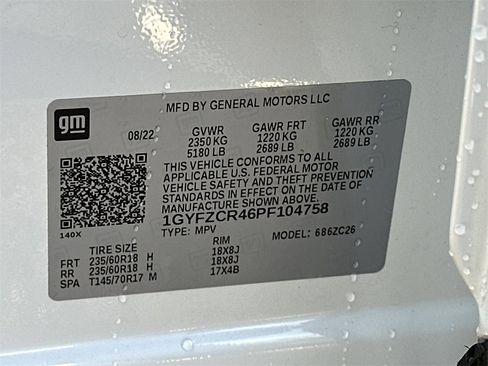 MFD BY GENERAL MOTORS LLC
gm
08/22
GVWR GAWR FRT GAWR RR
2350 KG 1220 KG 1220 KG
5180 LB 2689 LB 2689 LB
THIS VEHICLE CONFORMS TO ALL
APPLICABLE U.S. FEDERAL MOTOR
VEHICLE SAFETY AND THEFT PREVENTION
STANDARDS IN EFFECT ON THE DATE OF
MANUFACTURE SHOWN ABOVE.
1GYFZCR46PF104758
140X
TYPE: MPV MODEL: 686ZC26
TIRE SIZE RIM
FRT 235/60R18 H 18X8J
RR 235/60R18 H 18X8J
SPA T145/70R17 M 17X4B